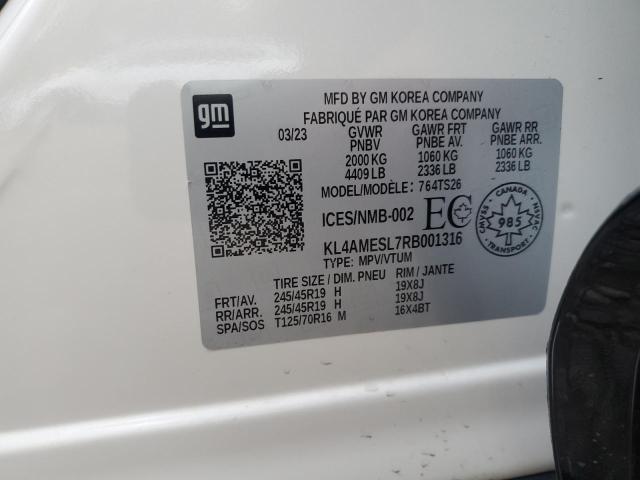 gm
MFD BY GM KOREA COMPANY
FABRIQUÉ PAR GM KOREA COMPANY
03/23 GVWR GAWR FRT GAWR RR
PNBV PNBE AV. PNBE ARR.
2000 KG 1060 KG 1060 KG
4409 LB 2336 LB 2336 LB
MODEL/MODÈLE: 764TS26
ICES/NMB-002 EC
CANADA
CMVSS 985 NSVAC
TRANSPORT
KL4AMESL7RB001316
TYPE: MPV/VTUM
TIRE SIZE / DIM. PNEU RIM / JANTE
FRT/AV. 245/45R19 H 19X8J
RR/ARR. 245/45R19 H 19X8J
SPA/SOS T125/70R16 M 16X4BT